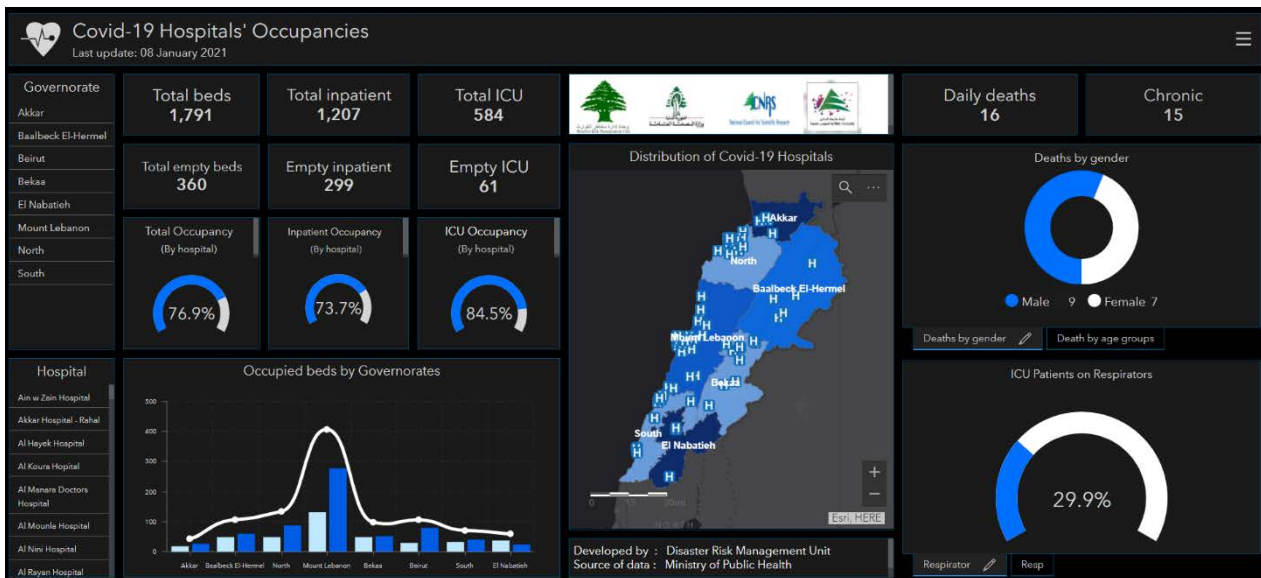 Covid-19 Hospitals' Occupancies
Last update: 08 January 2021
Governorate
Akkar
Baalbeck El-Hermel
Beirut
Bekaa
El Nabatieh
Mount Lebanon
North
South
Total beds
1,791
Total inpatient
1,207
Total ICU
584
Total empty beds
360
Empty inpatient
299
Empty ICU
61
Total Occupancy
(By hospital)
76.9%
Inpatient Occupancy
(By hospital)
73.7%
ICU Occupancy
(By hospital)
84.5%
Hospital
Ain w Zain Hospital
Akkar Hospital - Rahal
Al Hayek Hospital
Al Koura Hopital
Al Manara Doctors
Hospital
Al Mounla Hospital
Al Nini Hospital
Al Rayan Hospital
Occupied beds by Governorates
500
400
300
200
100
0
Akkar Baalbeck El-Hermel North Mount Lebanon Bekaa Beirut South El Nabatieh
CNRS
National Council for Scientific Research
Distribution of Covid-19 Hospitals
Akkar
North
Baalbeck El-Hermel
Mount Lebanon
Bekaa
South
El Nabatieh
Esri, HERE
Developed by : Disaster Risk Management Unit
Source of data : Ministry of Public Health
Daily deaths
16
Chronic
15
Deaths by gender
Male 9 Female 7
Deaths by gender Death by age groups
ICU Patients on Respirators
29.9%
Respirator Resp